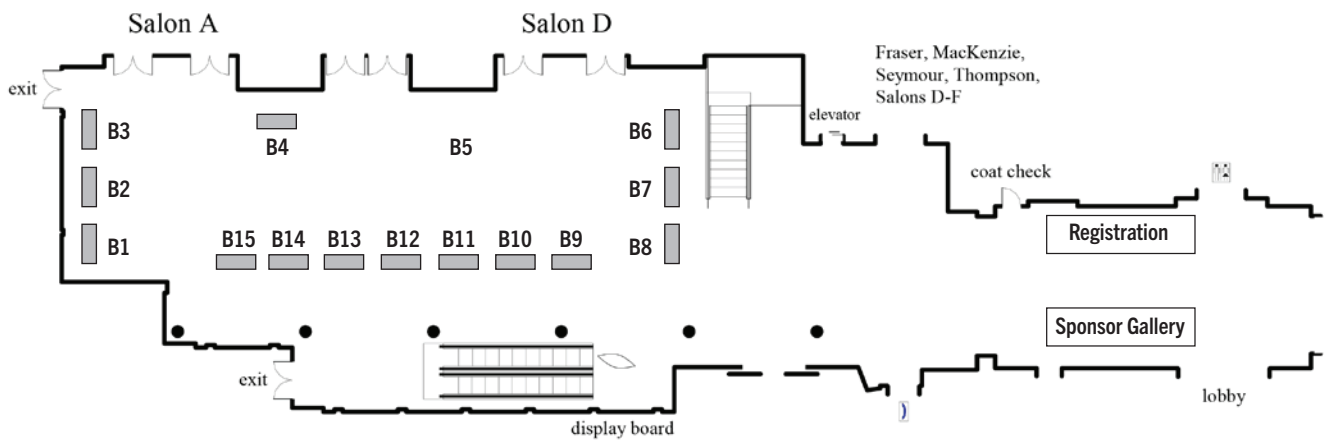 Salon A
Salon D
Fraser, MacKenzie,
Seymour, Thompson,
Salons D-F
exit
elevator
B3
B4
B5
B6
coat check
B2
B7
B1
B15
B14
B13
B12
B11
B10
B9
B8
Registration
Sponsor Gallery
exit
lobby
display board